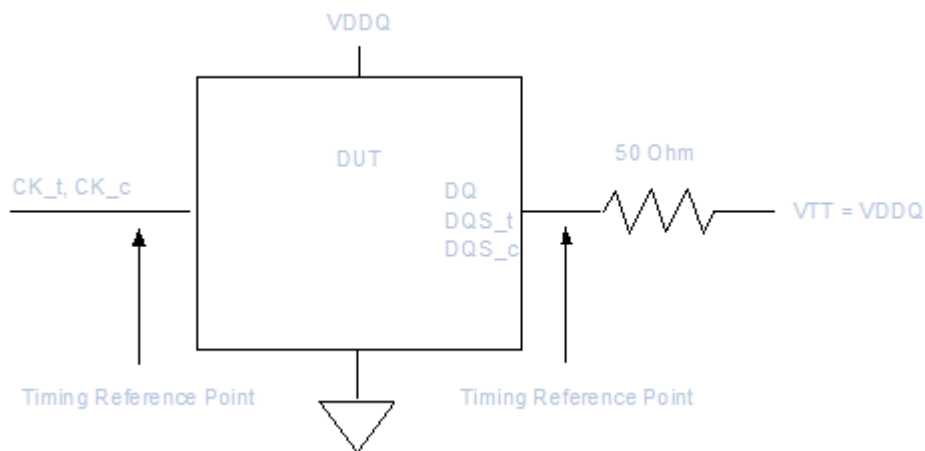 VDDQ
DUT
50 Ohm
CK_t, CK_c
DQ
DQS_t
DQS_c
VTT = VDDQ
Timing Reference Point
Timing Reference Point